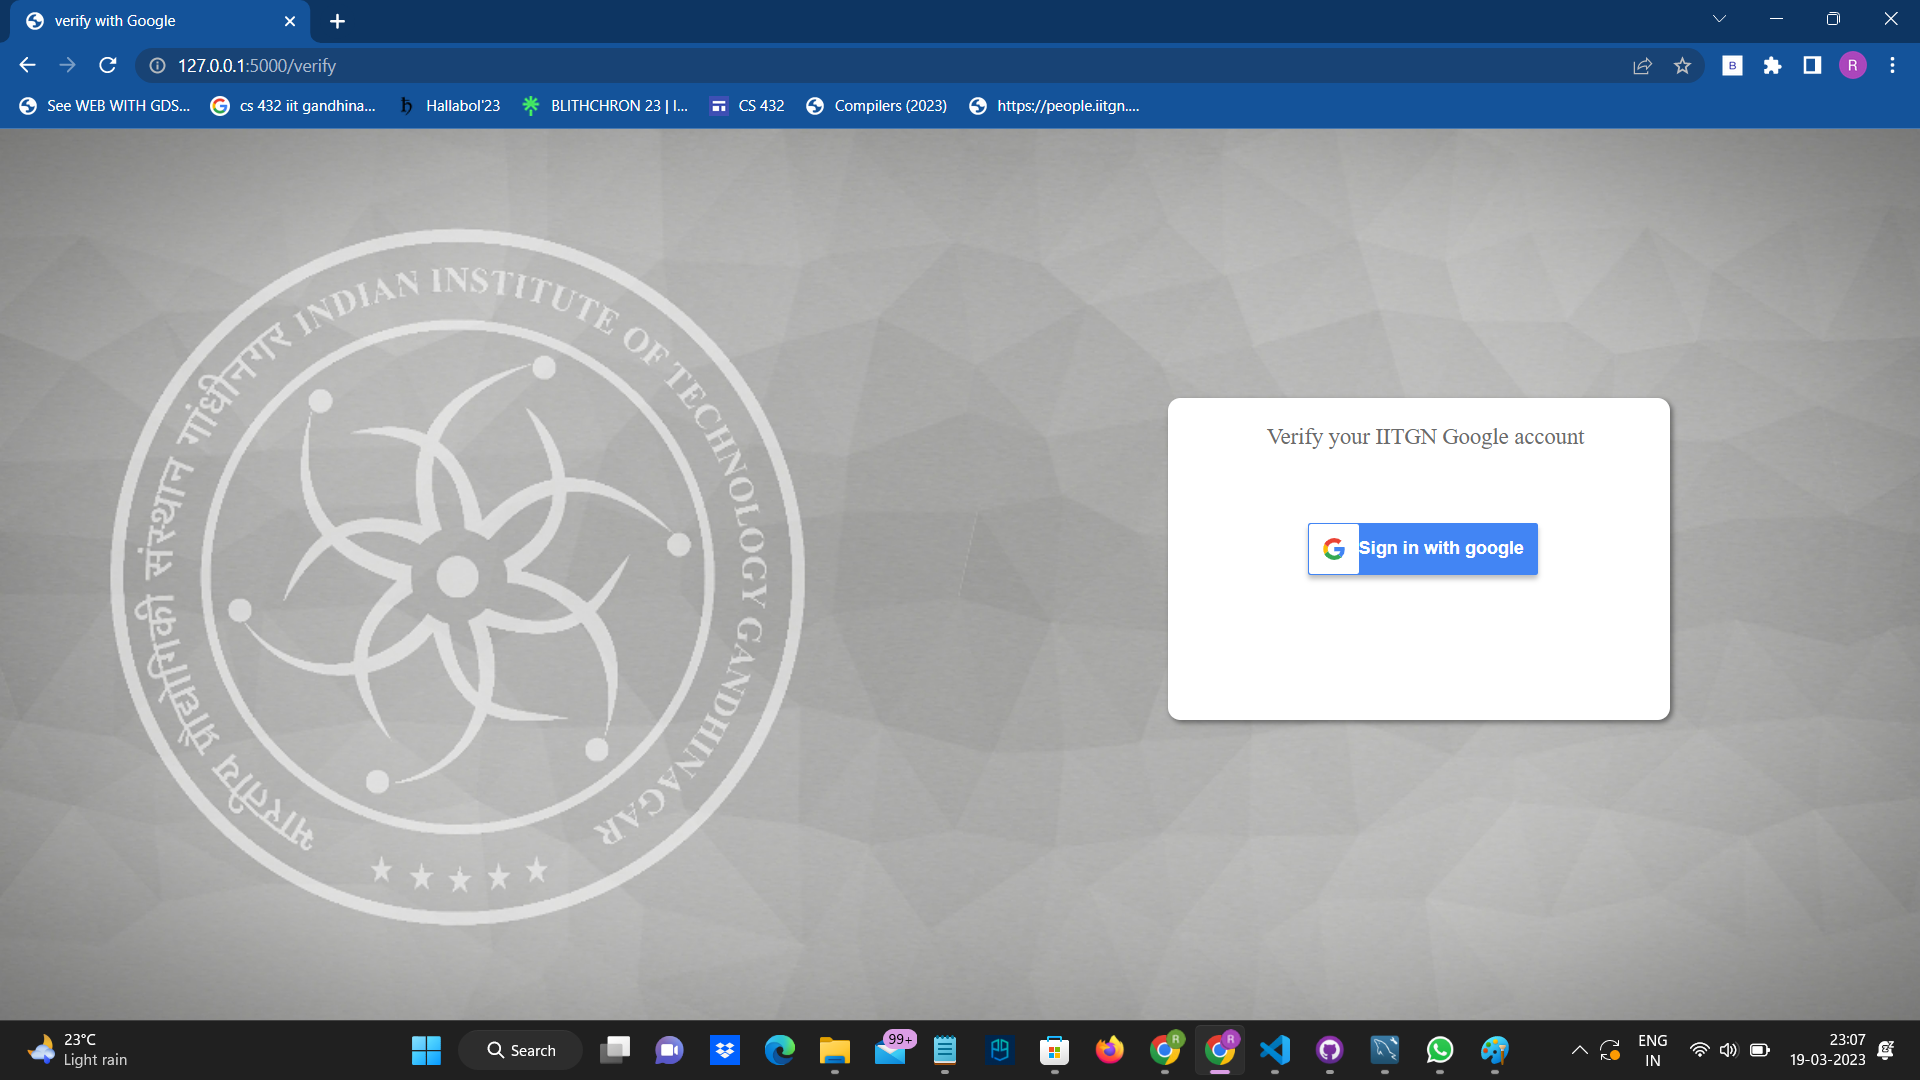 verify with Google
127.0.0.1:5000/verify
R
B
See WEB WITH GDS...
cs 432 iit gandhina...
Hallabol'23
BLITHCHRON 23 | I...
CS 432
Compilers (2023)
https://people.iitgn....
भारतीय प्रौद्योगिकी संस्थान गांधीनगर
INDIAN INSTITUTE OF TECHNOLOGY GANDHINAGAR
Verify your IITGN Google account
Sign in with google
23°C
Light rain
Search
99+
R
R
ENG
IN
23:07
19-03-2023